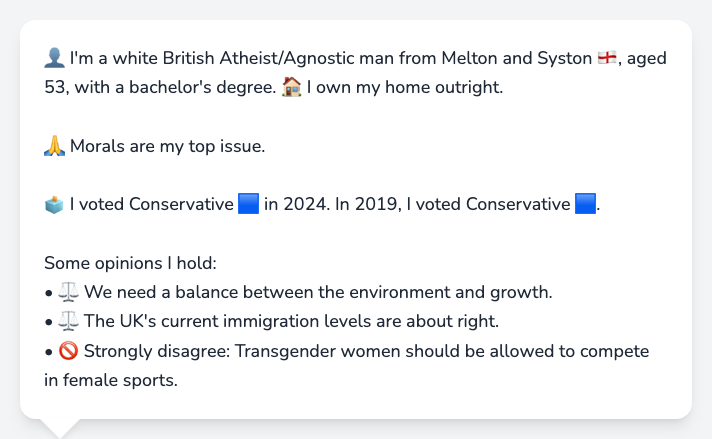 👤 I'm a white British Atheist/Agnostic man from Melton and Syston 🏴󠁧󠁢󠁥󠁮󠁧󠁿, aged
53, with a bachelor's degree. 🏠 I own my home outright.
🙏 Morals are my top issue.
🗳️ I voted Conservative 🟦 in 2024. In 2019, I voted Conservative 🟦.
Some opinions I hold:
• ⚖️ We need a balance between the environment and growth.
• ⚖️ The UK's current immigration levels are about right.
• 🚫 Strongly disagree: Transgender women should be allowed to compete
in female sports.